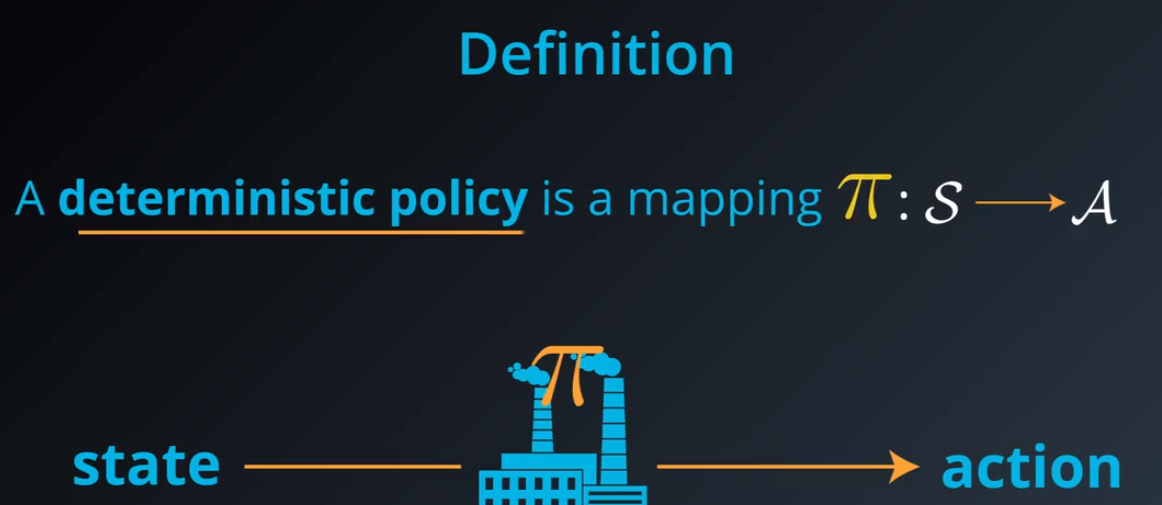 Definition
A deterministic policy is a mapping π : 𝒮 ⟶ 𝒜
π
state action